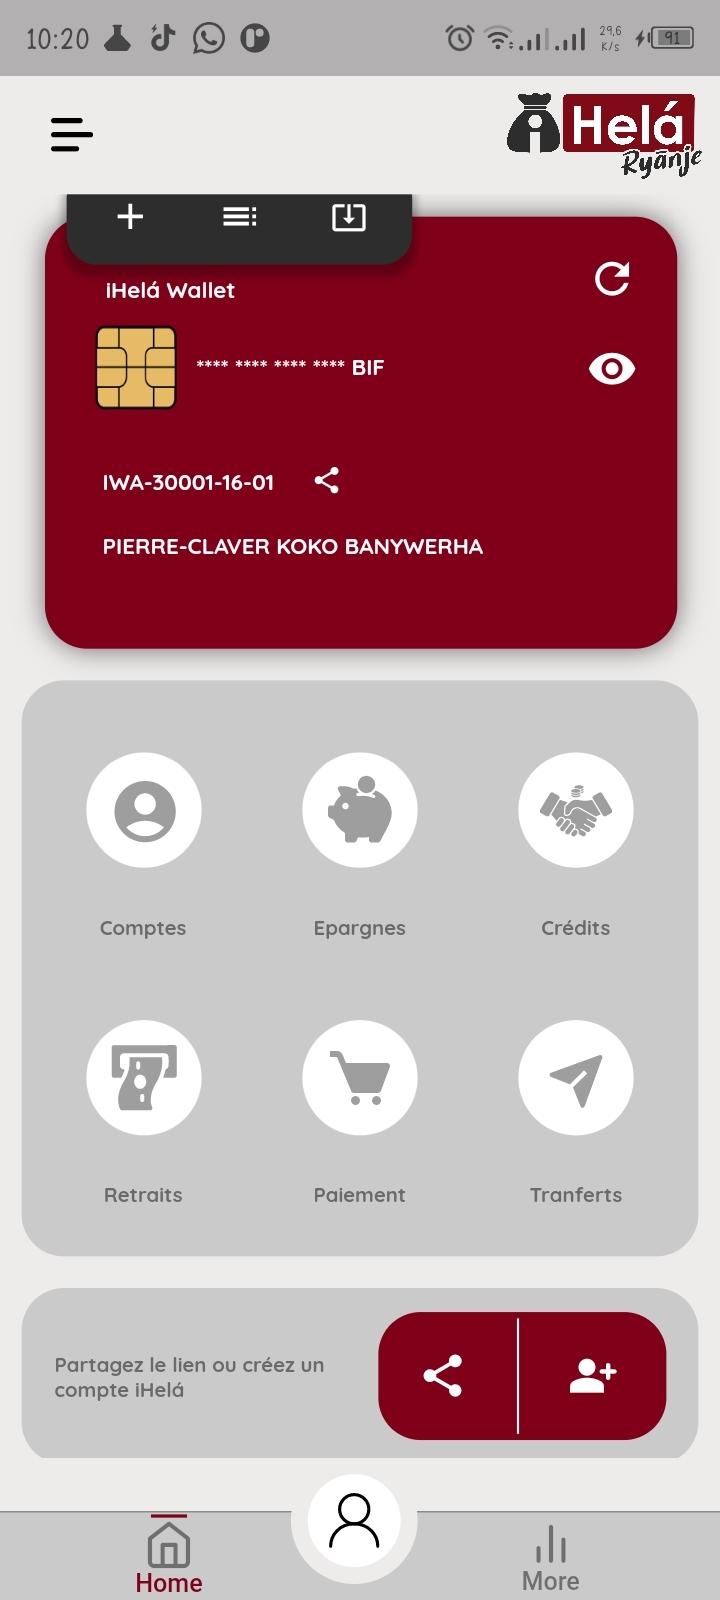 10:20
29,6
K/s
91
i Helá
Ryānje
iHelá Wallet
**** **** **** **** BIF
IWA-30001-16-01
PIERRE-CLAVER KOKO BANYWERHA
Comptes Epargnes Crédits
Retraits Paiement Tranferts
Partagez le lien ou créez un
compte iHelá
Home More